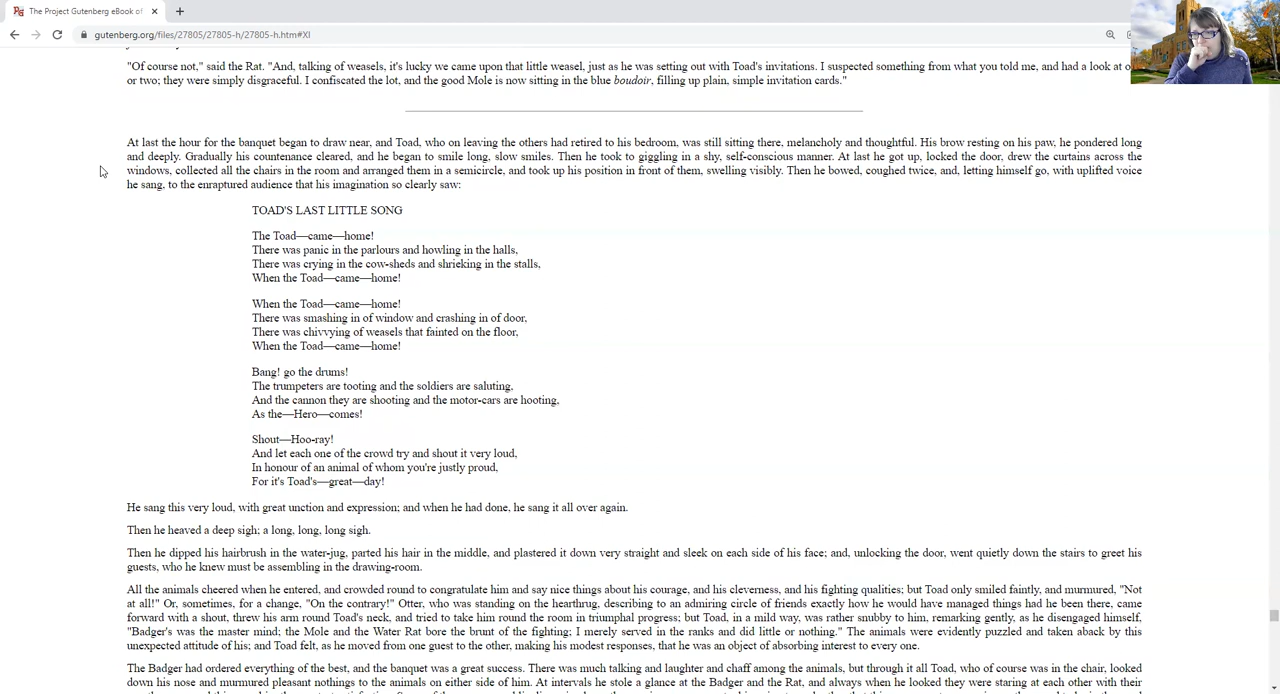 The Project Gutenberg eBook of
gutenberg.org/files/27805/27805-h/27805-h.htm#XI
"Of course not," said the Rat. "And, talking of weasels, it's lucky we came upon that little weasel, just as he was setting out with Toad's invitations. I suspected something from what you told me, and had a look at
or two; they were simply disgraceful. I confiscated the lot, and the good Mole is now sitting in the blue boudoir, filling up plain, simple invitation cards."
At last the hour for the banquet began to draw near, and Toad, who on leaving the others had retired to his bedroom, was still sitting there, melancholy and thoughtful. His brow resting on his paw, he pondered long
and deeply. Gradually his countenance cleared, and he began to smile long, slow smiles. Then he took to giggling in a shy, self-conscious manner. At last he got up, locked the door, drew the curtains across the
windows, collected all the chairs in the room and arranged them in a semicircle, and took up his position in front of them, swelling visibly. Then he bowed, coughed twice, and, letting himself go, with uplifted voice
he sang, to the enraptured audience that his imagination so clearly saw:
TOAD'S LAST LITTLE SONG
The Toad—came—home!
There was panic in the parlours and howling in the halls,
There was crying in the cow-sheds and shrieking in the stalls,
When the Toad—came—home!
When the Toad—came—home!
There was smashing in of window and crashing in of door,
There was chivvying of weasels that fainted on the floor,
When the Toad—came—home!
Bang! go the drums!
The trumpeters are tooting and the soldiers are saluting,
And the cannon they are shooting and the motor-cars are hooting,
As the—Hero—comes!
Shout—Hoo-ray!
And let each one of the crowd try and shout it very loud,
In honour of an animal of whom you're justly proud,
For it's Toad's—great—day!
He sang this very loud, with great unction and expression; and when he had done, he sang it all over again.
Then he heaved a deep sigh; a long, long, long sigh.
Then he dipped his hairbrush in the water-jug, parted his hair in the middle, and plastered it down very straight and sleek on each side of his face; and, unlocking the door, went quietly down the stairs to greet his
guests, who he knew must be assembling in the drawing-room.
All the animals cheered when he entered, and crowded round to congratulate him and say nice things about his courage, and his cleverness, and his fighting qualities; but Toad only smiled faintly, and murmured, "Not
at all!" Or, sometimes, for a change, "On the contrary!" Otter, who was standing on the hearthrug, describing to an admiring circle of friends exactly how he would have managed things had he been there, came
forward with a shout, threw his arm round Toad's neck, and tried to take him round the room in triumphal progress; but Toad, in a mild way, was rather snubby to him, remarking gently, as he disengaged himself,
"Badger's was the master mind; the Mole and the Water Rat bore the brunt of the fighting; I merely served in the ranks and did little or nothing." The animals were evidently puzzled and taken aback by this
unexpected attitude of his; and Toad felt, as he moved from one guest to the other, making his modest responses, that he was an object of absorbing interest to every one.
The Badger had ordered everything of the best, and the banquet was a great success. There was much talking and laughter and chaff among the animals, but through it all Toad, who of course was in the chair, looked
down his nose and murmured pleasant nothings to the animals on either side of him. At intervals he stole a glance at the Badger and the Rat, and always when he looked they were staring at each other with their